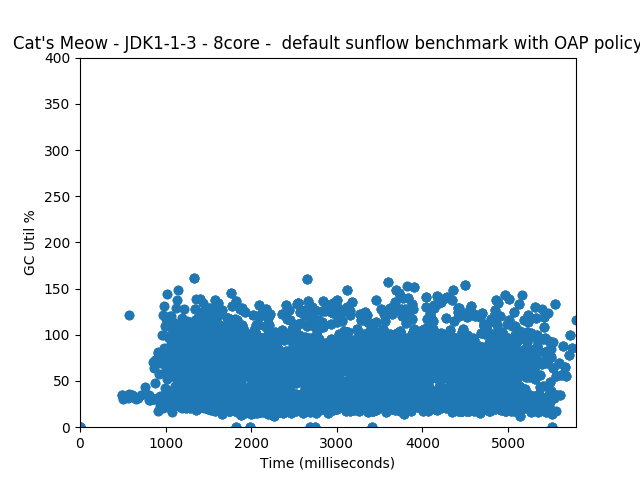 Cat's Meow - JDK1-1-3 - 8core -  default sunflow benchmark with OAP policy
400
350
300
250
200
150
100
50
0
GC Util %
0 1000 2000 3000 4000 5000
Time (milliseconds)